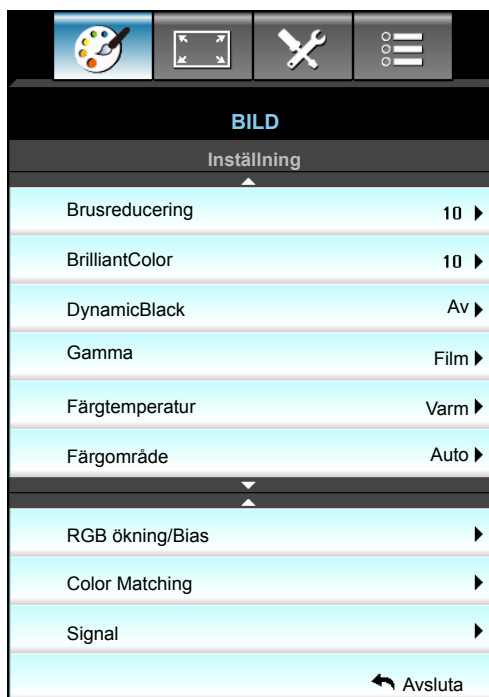 BILD
Inställning
Brusreducering 10
BrilliantColor 10
DynamicBlack Av
Gamma Film
Färgtemperatur Varm
Färgområde Auto
RGB ökning/Bias
Color Matching
Signal
Avsluta